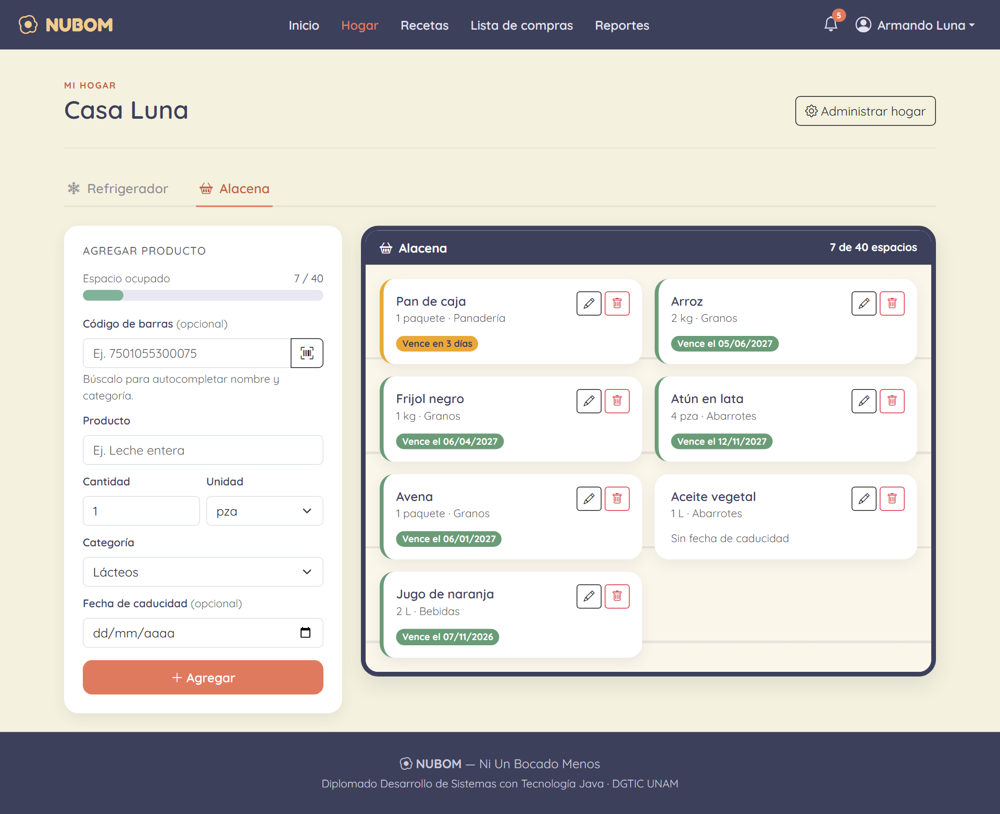 NUBOM
Inicio
Hogar
Recetas
Lista de compras
Reportes
5
Armando Luna
MI HOGAR
Casa Luna
Administrar hogar
Refrigerador
Alacena
AGREGAR PRODUCTO
Espacio ocupado
7 / 40
Código de barras (opcional)
Ej. 7501055300075
Búscalo para autocompletar nombre y
categoría.
Producto
Ej. Leche entera
Cantidad
Unidad
1
pza
Categoría
Lácteos
Fecha de caducidad (opcional)
dd/mm/aaaa
+ Agregar
Alacena
7 de 40 espacios
Pan de caja
1 paquete · Panadería
Vence en 3 días
Arroz
2 kg · Granos
Vence el 05/06/2027
Frijol negro
1 kg · Granos
Vence el 06/04/2027
Atún en lata
4 pza · Abarrotes
Vence el 12/11/2027
Avena
1 paquete · Granos
Vence el 06/01/2027
Aceite vegetal
1 L · Abarrotes
Sin fecha de caducidad
Jugo de naranja
2 L · Bebidas
Vence el 07/11/2026
NUBOM — Ni Un Bocado Menos
Diplomado Desarrollo de Sistemas con Tecnología Java · DGTIC UNAM